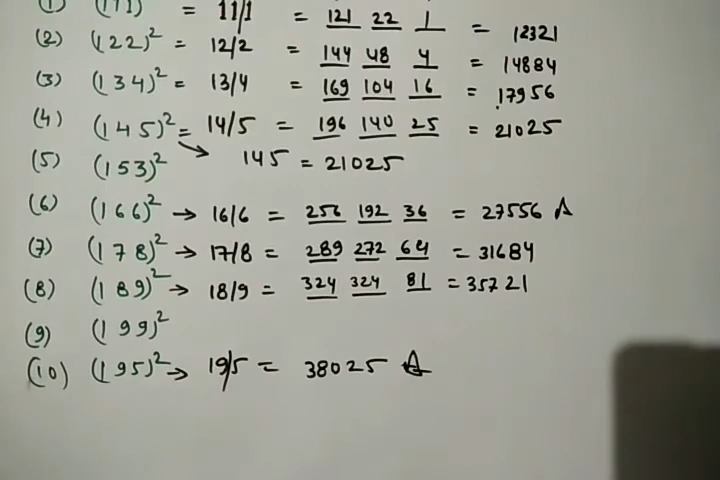 (1) (111) = 11/1 = 121 22 1 = 12321
(2) (122)² = 12/2 = 144 48 4 = 14884
(3) (134)² = 13/4 = 169 104 16 = 17956
(4) (145)² = 14/5 = 196 140 25 = 21025
(5) (153)² → 145 = 21025
(6) (166)² → 16/6 = 256 192 36 = 27556 A
(7) (178)² → 17/8 = 289 272 64 = 31684
(8) (189)² → 18/9 = 324 324 81 = 35721
(9) (199)²
(10) (195)² → 19/5 = 38025 A